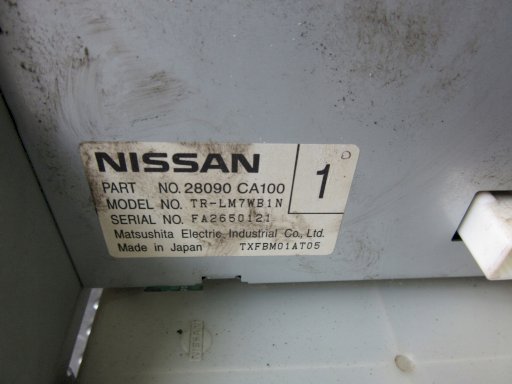 NISSAN
1
PART NO. 28090 CA100
MODEL NO. TR-LM7WB1N
SERIAL NO. FA2650121
Matsushita Electric Industrial Co., Ltd.
Made in Japan TXFBM01AT05